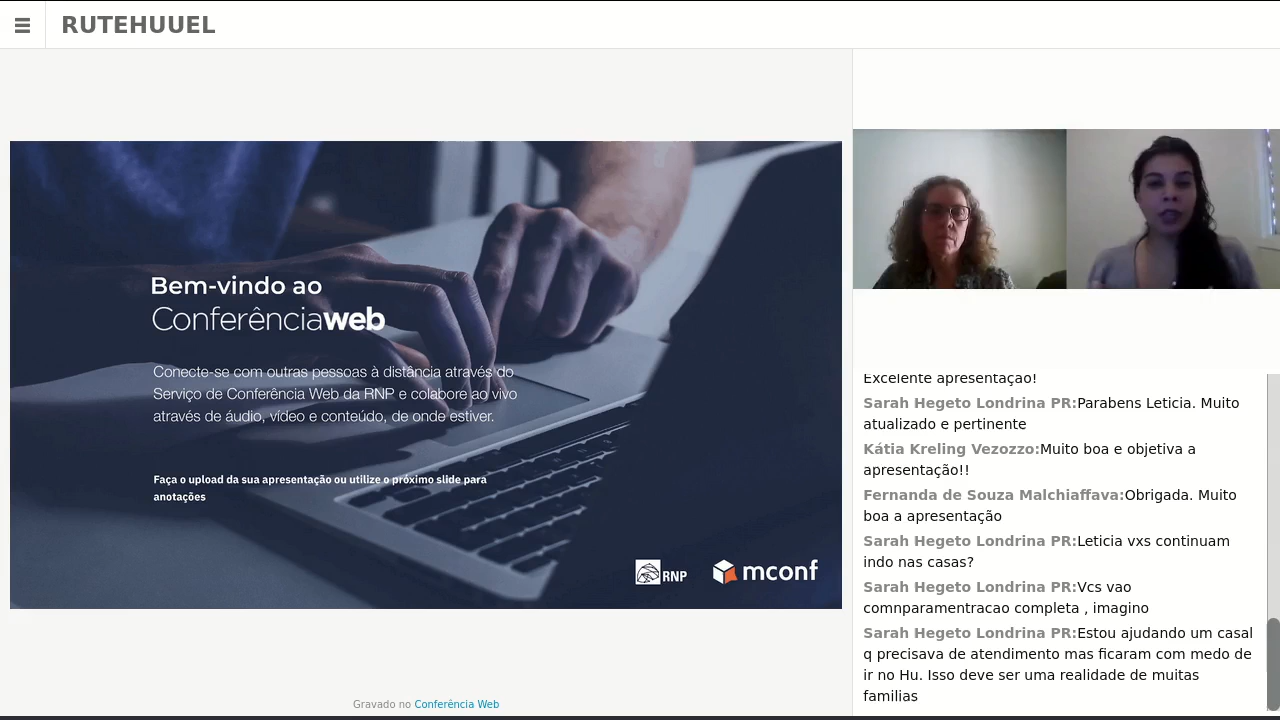 RUTEHUUEL
Bem-vindo ao
Conferênciaweb
Conecte-se com outras pessoas à distância através do
Serviço de Conferência Web da RNP e colabore ao vivo
através de áudio, vídeo e conteúdo, de onde estiver.
Faça o upload da sua apresentação ou utilize o próximo slide para
anotações
RNP
mconf
Gravado no Conferência Web
Excelente apresentação!
Sarah Hegeto Londrina PR:Parabens Leticia. Muito
atualizado e pertinente
Kátia Kreling Vezozzo:Muito boa e objetiva a
apresentação!!
Fernanda de Souza Malchiaffava:Obrigada. Muito
boa a apresentação
Sarah Hegeto Londrina PR:Leticia vxs continuam
indo nas casas?
Sarah Hegeto Londrina PR:Vcs vao
comnparamentracao completa , imagino
Sarah Hegeto Londrina PR:Estou ajudando um casal
q precisava de atendimento mas ficaram com medo de
ir no Hu. Isso deve ser uma realidade de muitas
familias